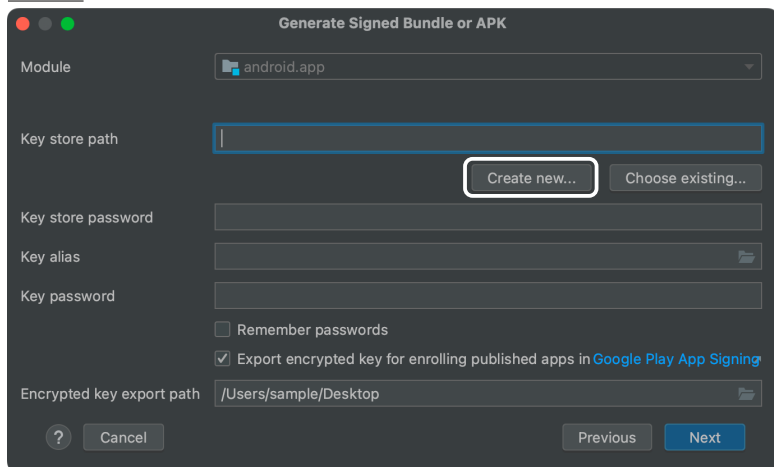 Generate Signed Bundle or APK
Module android.app
Key store path
Create new... Choose existing...
Key store password
Key alias
Key password
Remember passwords
Export encrypted key for enrolling published apps in Google Play App Signing
Encrypted key export path /Users/sample/Desktop
? Cancel Previous Next